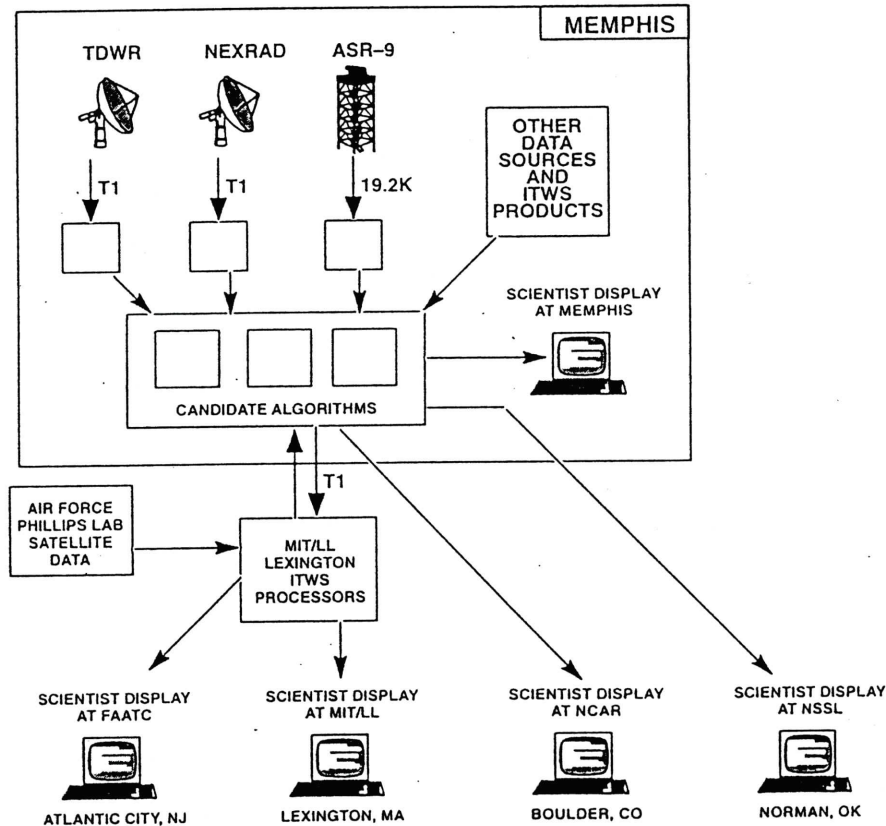 MEMPHIS
TDWR
NEXRAD
ASR–9
T1
T1
19.2K
OTHER
DATA
SOURCES
AND
ITWS
PRODUCTS
SCIENTIST DISPLAY
AT MEMPHIS
CANDIDATE ALGORITHMS
T1
AIR FORCE
PHILLIPS LAB
SATELLITE
DATA
MIT/LL
LEXINGTON
ITWS
PROCESSORS
SCIENTIST DISPLAY
AT FAATC
ATLANTIC CITY, NJ
SCIENTIST DISPLAY
AT MIT/LL
LEXINGTON, MA
SCIENTIST DISPLAY
AT NCAR
BOULDER, CO
SCIENTIST DISPLAY
AT NSSL
NORMAN, OK